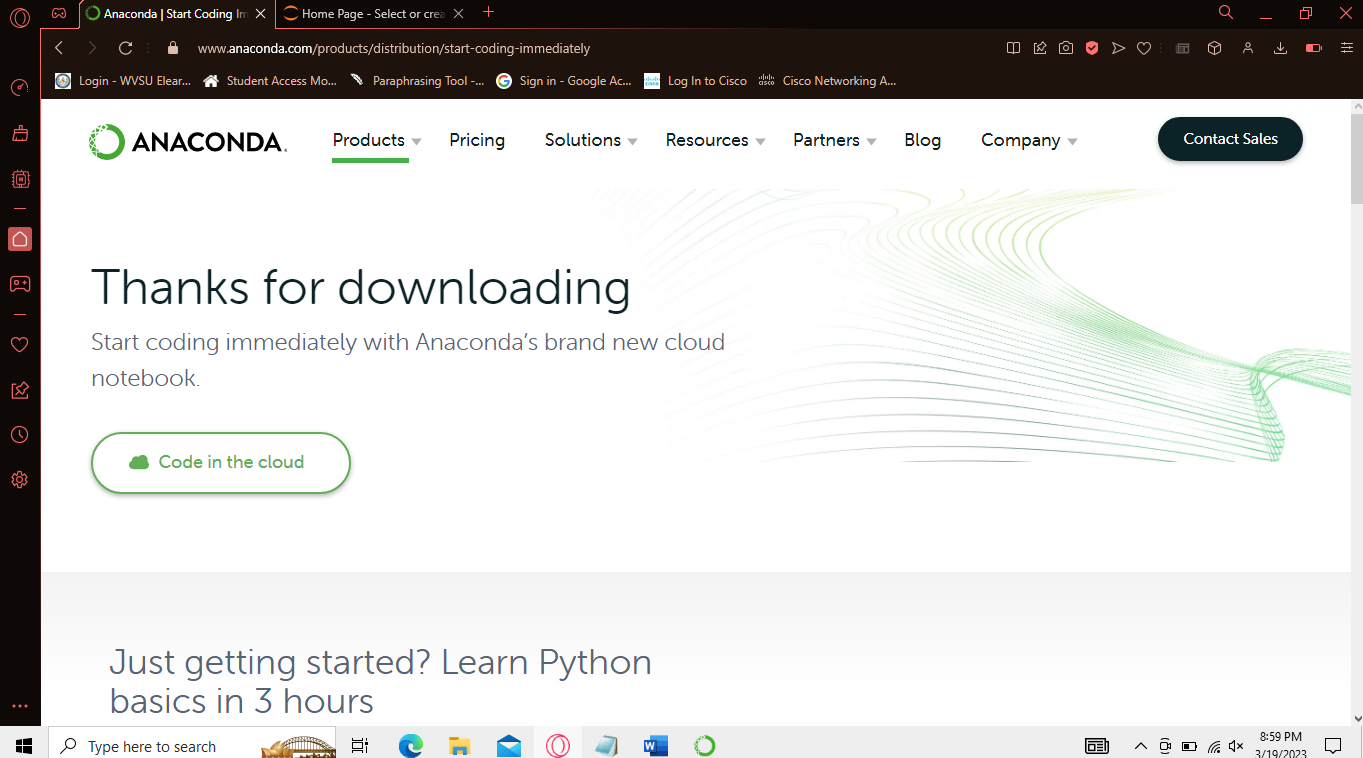 Anaconda | Start Coding Im
Home Page - Select or crea
www.anaconda.com/products/distribution/start-coding-immediately
Login - WVSU Elear...
Student Access Mo...
Paraphrasing Tool -...
Sign in - Google Ac...
Log In to Cisco
Cisco Networking A...
ANACONDA.
Products
Pricing
Solutions
Resources
Partners
Blog
Company
Contact Sales
Thanks for downloading
Start coding immediately with Anaconda’s brand new cloud
notebook.
Code in the cloud
Just getting started? Learn Python
basics in 3 hours
Type here to search
8:59 PM
3/19/2023